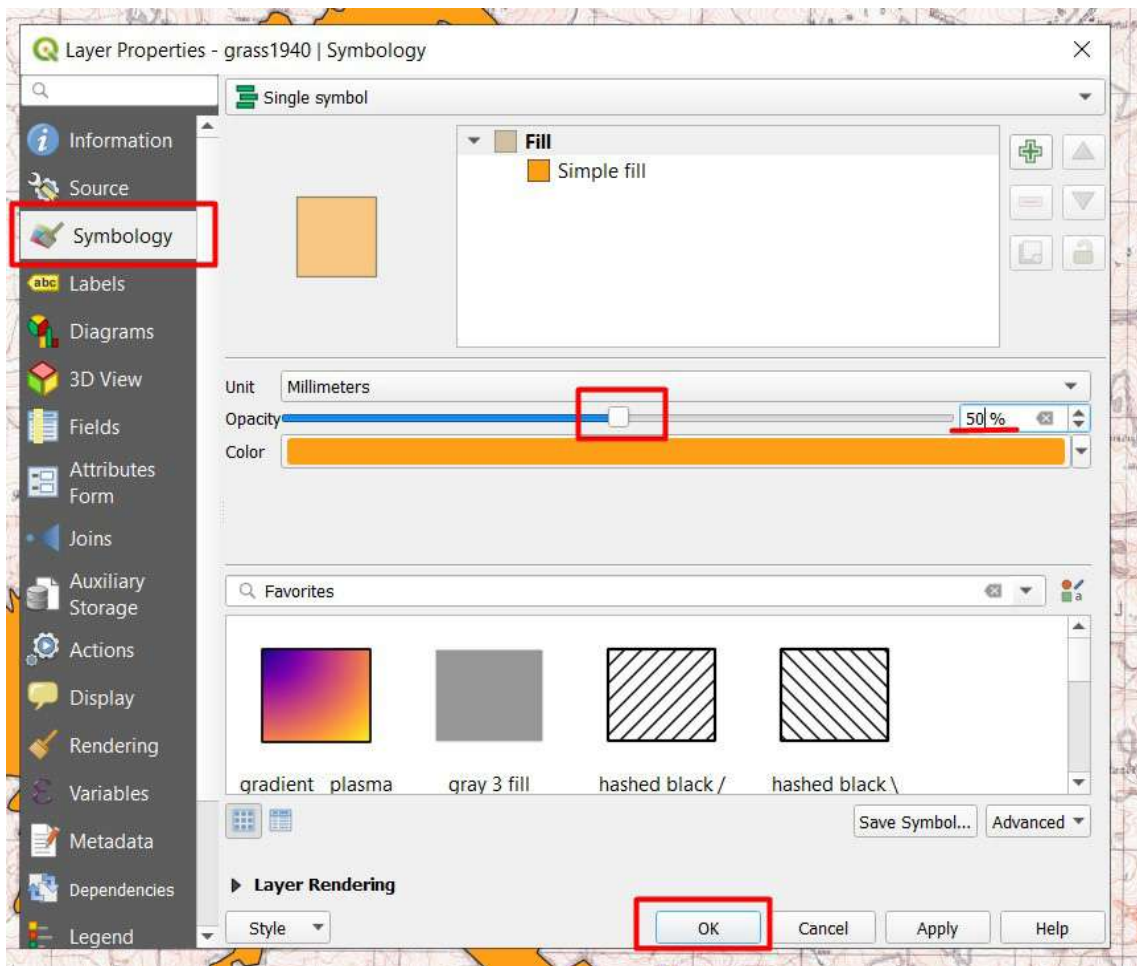 Layer Properties - grass1940 | Symbology
Single symbol
Information
Source
Symbology
abc Labels
Diagrams
3D View
Fields
Attributes
Form
Joins
Auxiliary
Storage
Actions
Display
Rendering
Variables
Metadata
Dependencies
Legend
Fill
Simple fill
Unit Millimeters
Opacity 50 %
Color
Favorites
gradient plasma gray 3 fill hashed black / hashed black \
Save Symbol... Advanced
Layer Rendering
Style OK Cancel Apply Help